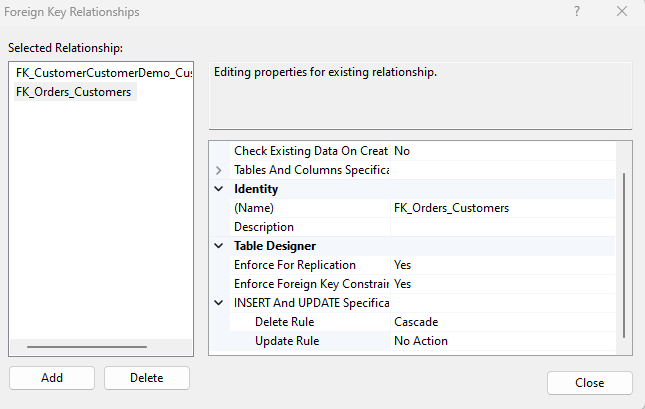 Foreign Key Relationships
?
Selected Relationship:
FK_CustomerCustomerDemo_Cus
FK_Orders_Customers
Editing properties for existing relationship.
Check Existing Data On Creat No
Tables And Columns Specifica
Identity
(Name) FK_Orders_Customers
Description
Table Designer
Enforce For Replication Yes
Enforce Foreign Key Constrain Yes
INSERT And UPDATE Specifica
Delete Rule Cascade
Update Rule No Action
Add Delete
Close